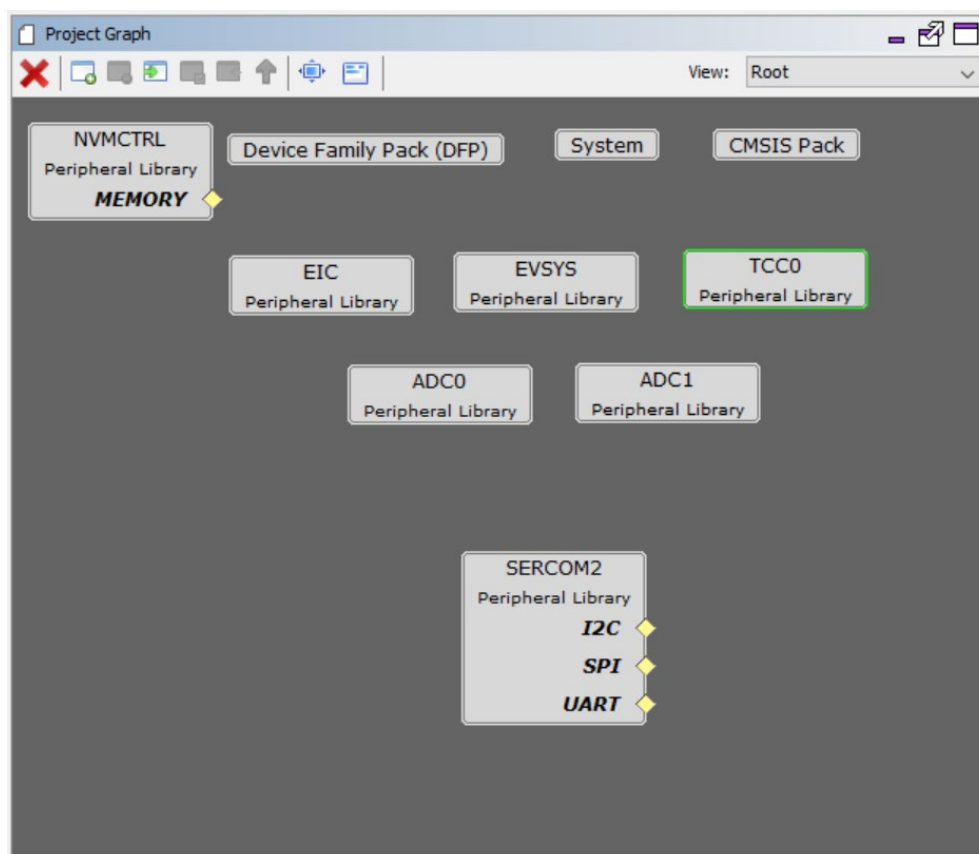 Project Graph
View: Root
NVMCTRL
Peripheral Library
MEMORY
Device Family Pack (DFP)
System
CMSIS Pack
EIC
Peripheral Library
EVSYS
Peripheral Library
TCC0
Peripheral Library
ADC0
Peripheral Library
ADC1
Peripheral Library
SERCOM2
Peripheral Library
I2C
SPI
UART